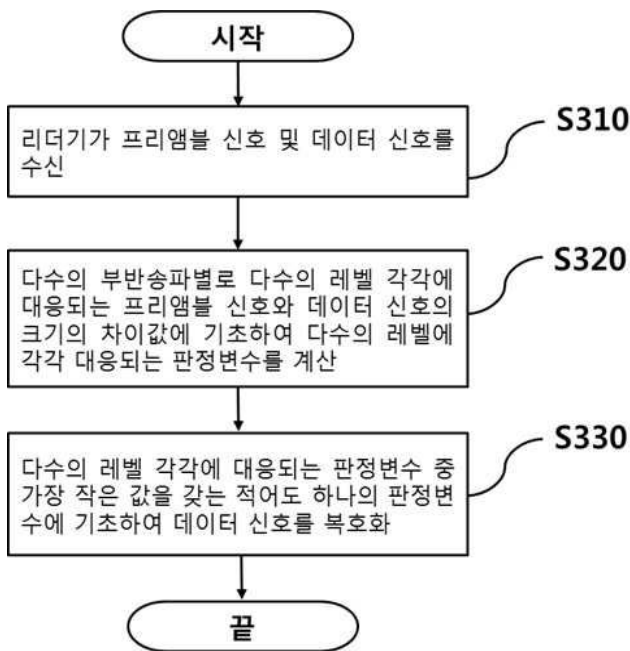 시작
리더기가 프리앰블 신호 및 데이터 신호를
수신
S310
다수의 부반송파별로 다수의 레벨 각각에
대응되는 프리앰블 신호와 데이터 신호의
크기의 차이값에 기초하여 다수의 레벨에
각각 대응되는 판정변수를 계산
S320
다수의 레벨 각각에 대응되는 판정변수 중
가장 작은 값을 갖는 적어도 하나의 판정변
수에 기초하여 데이터 신호를 복호화
S330
끝